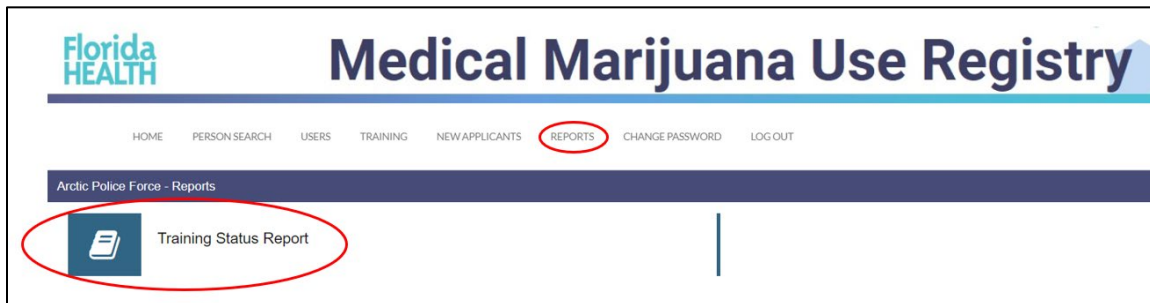 Florida
HEALTH
Medical Marijuana Use Registry
HOME PERSON SEARCH USERS TRAINING NEW APPLICANTS REPORTS CHANGE PASSWORD LOG OUT
Arctic Police Force - Reports
Training Status Report